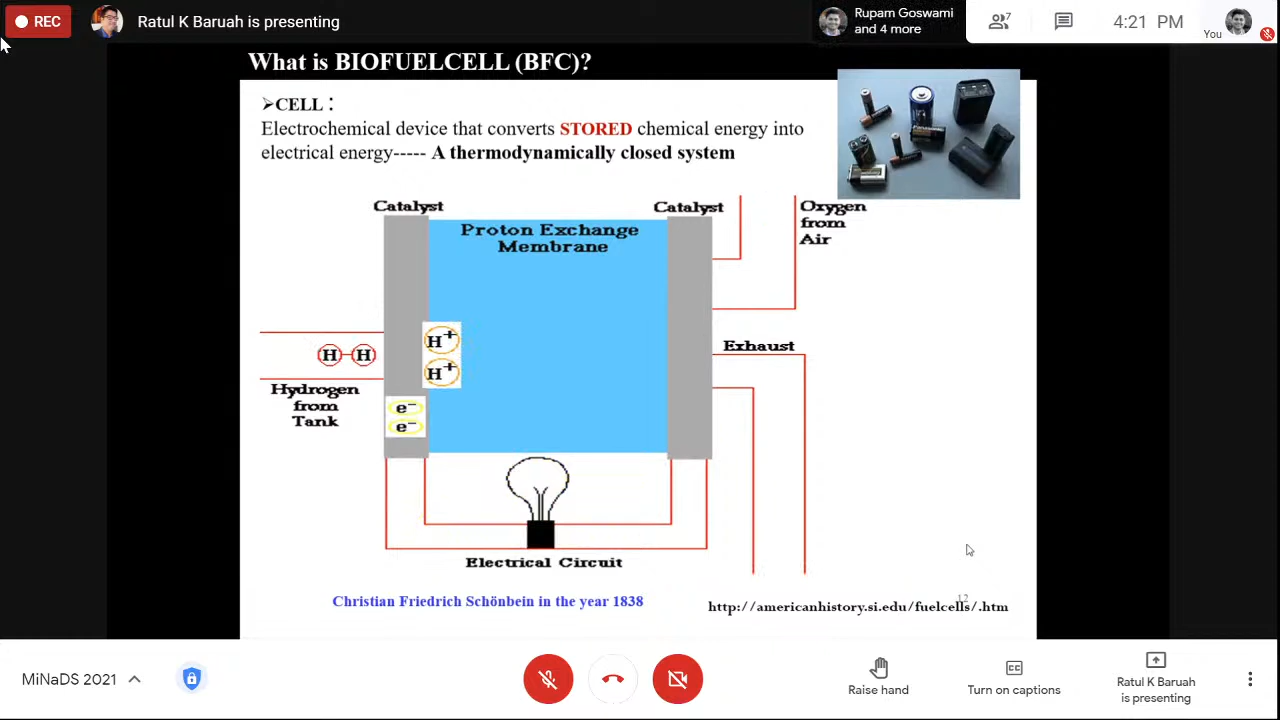 REC
Ratul K Baruah is presenting
Rupam Goswami
and 4 more
7
4:21 PM
You
What is BIOFUELCELL (BFC)?
➢CELL :
Electrochemical device that converts STORED chemical energy into
electrical energy----- A thermodynamically closed system
Catalyst
Catalyst
Proton Exchange
Membrane
Oxygen
from
Air
H H
H+
H+
Exhaust
Hydrogen
from
Tank
e−
e−
Electrical Circuit
Christian Friedrich Schönbein in the year 1838
12
http://americanhistory.si.edu/fuelcells/.htm
MiNaDS 2021
Raise hand
CC
Turn on captions
Ratul K Baruah
is presenting